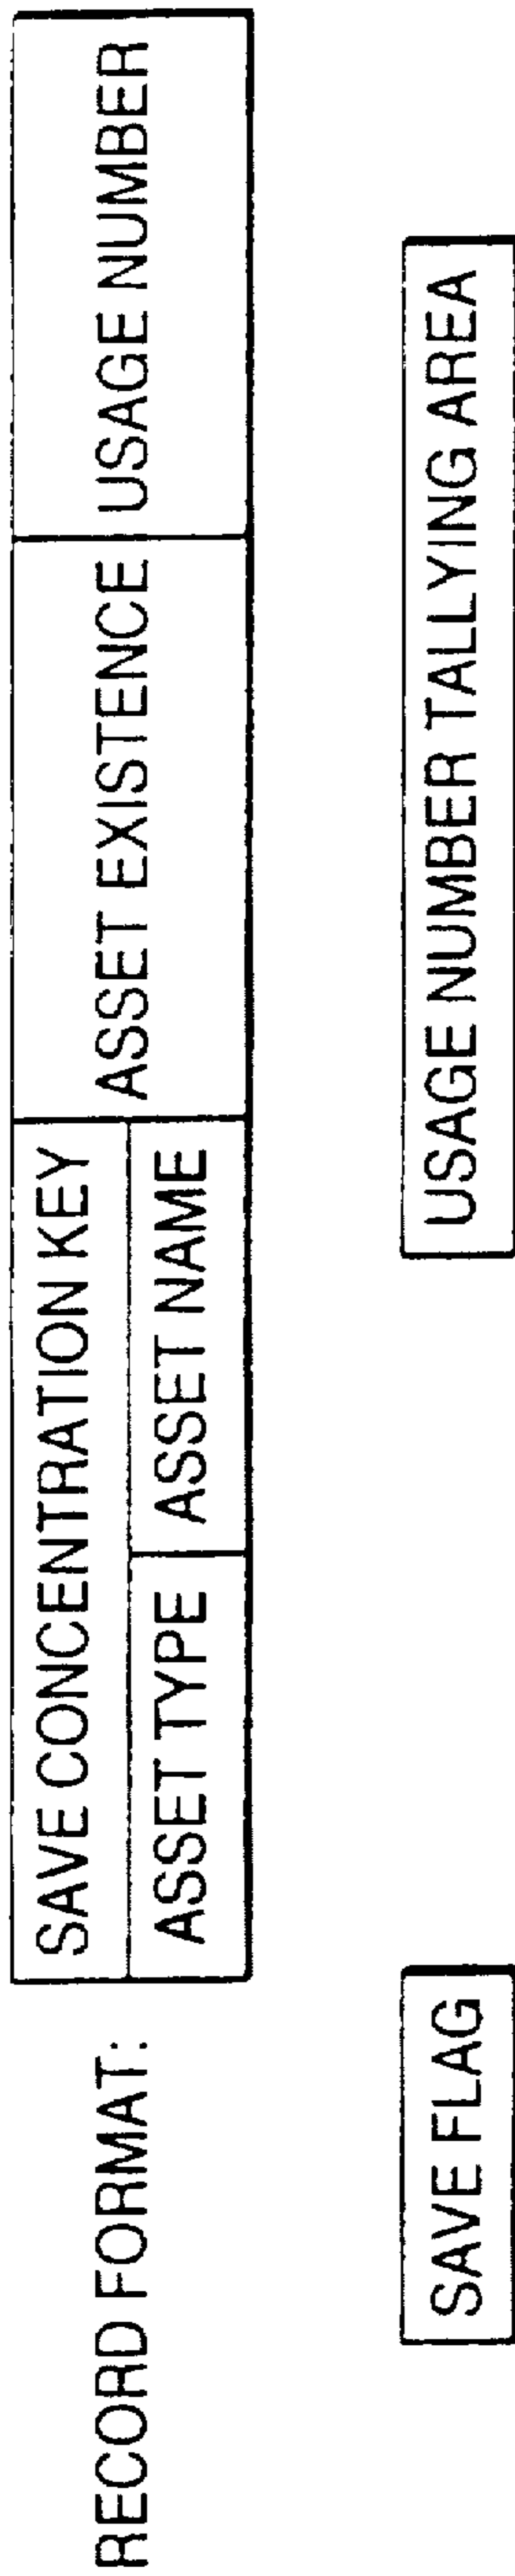 RECORD FORMAT:
SAVE CONCENTRATION KEY
ASSET TYPE
ASSET NAME
ASSET EXISTENCE
USAGE NUMBER
SAVE FLAG
USAGE NUMBER TALLYING AREA